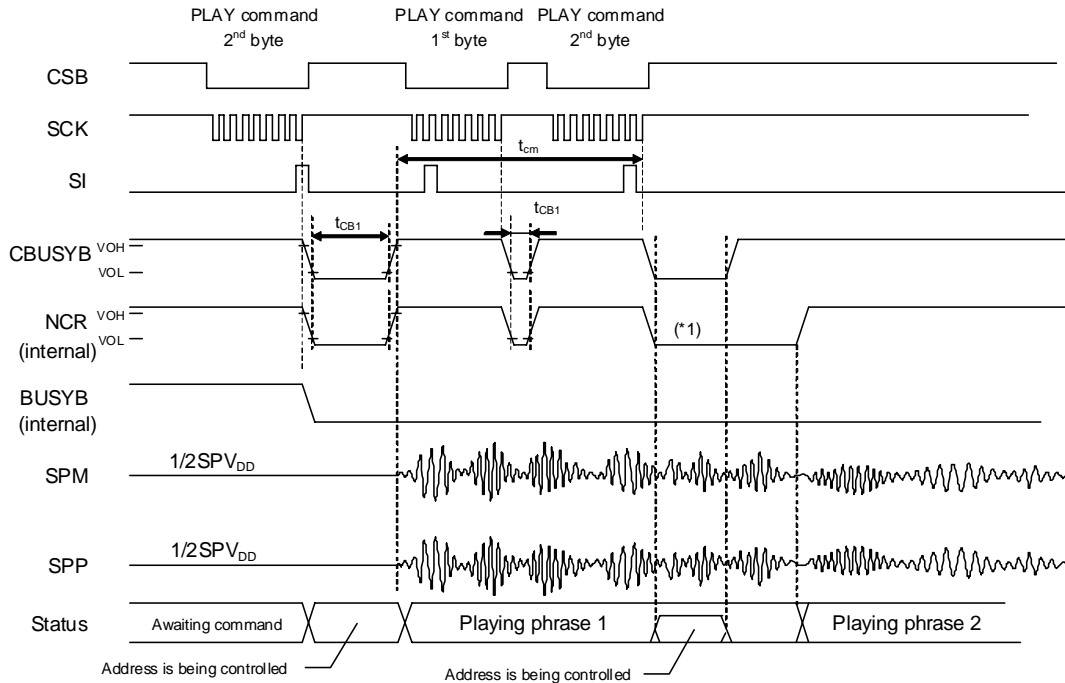 PLAY command
2nd byte
PLAY command
1st byte
PLAY command
2nd byte
CSB
SCK
tcm
SI
tCB1
tCB1
CBUSYB
VOH
VOL
NCR
(internal)
VOH
VOL
(*1)
BUSYB
(internal)
SPM
1/2SPVDD
SPP
1/2SPVDD
Status
Awaiting command
Playing phrase 1
Playing phrase 2
Address is being controlled
Address is being controlled